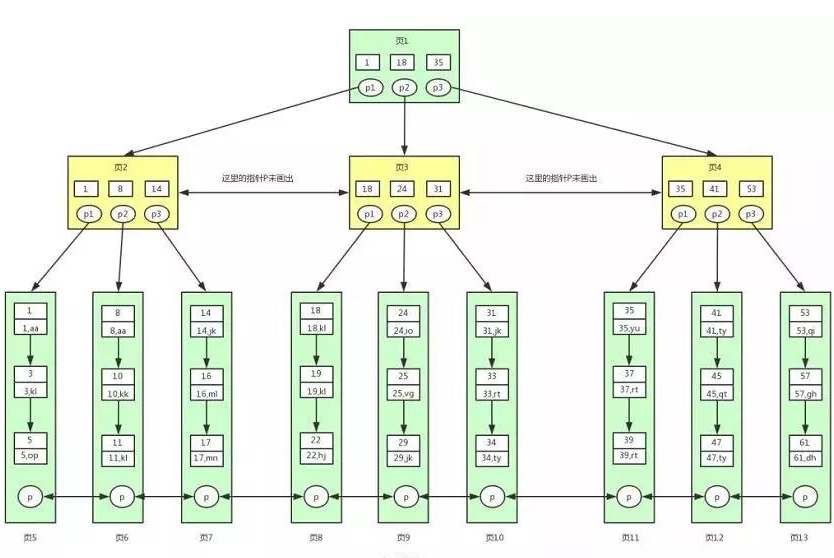 页1
1 18 35
p1 p2 p3
页2
1 8 14
p1 p2 p3
这里的指针P未画出
页3
18 24 31
p1 p2 p3
这里的指针P未画出
页4
35 41 53
p1 p2 p3
1
1,aa
3
3,kl
5
5,op
p
页5
8
8,aa
10
10,kk
11
11,kl
p
页6
14
14,jk
16
16,ml
17
17,mn
p
页7
18
18,kl
19
19,kl
22
22,hj
p
页8
24
24,io
25
25,vg
29
29,jk
p
页9
31
31,jk
33
33,rt
34
34,ty
p
页10
35
35,yu
37
37,rt
39
39,rt
p
页11
41
41,ty
45
45,qt
47
47,ty
p
页12
53
53,qi
57
57,gh
61
61,dh
p
页13